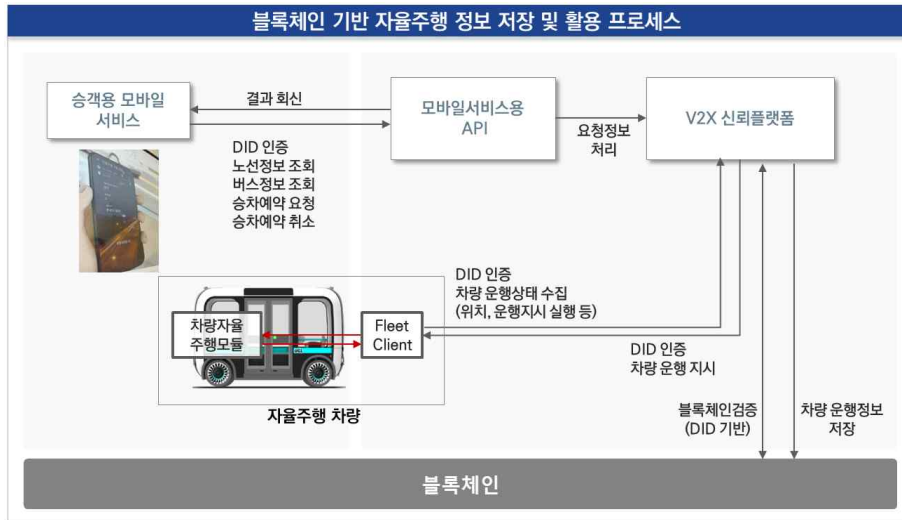 블록체인 기반 자율주행 정보 저장 및 활용 프로세스
승객용 모바일
서비스
결과 회신
DID 인증
노선정보 조회
버스정보 조회
승차예약 요청
승차예약 취소
모바일서비스용
API
요청정보
처리
V2X 신뢰플랫폼
차량자율
주행모듈
Fleet
Client
자율주행 차량
DID 인증
차량 운행상태 수집
(위치, 운행지시 실행 등)
DID 인증
차량 운행 지시
블록체인검증
(DID 기반)
차량 운행정보
저장
블록체인